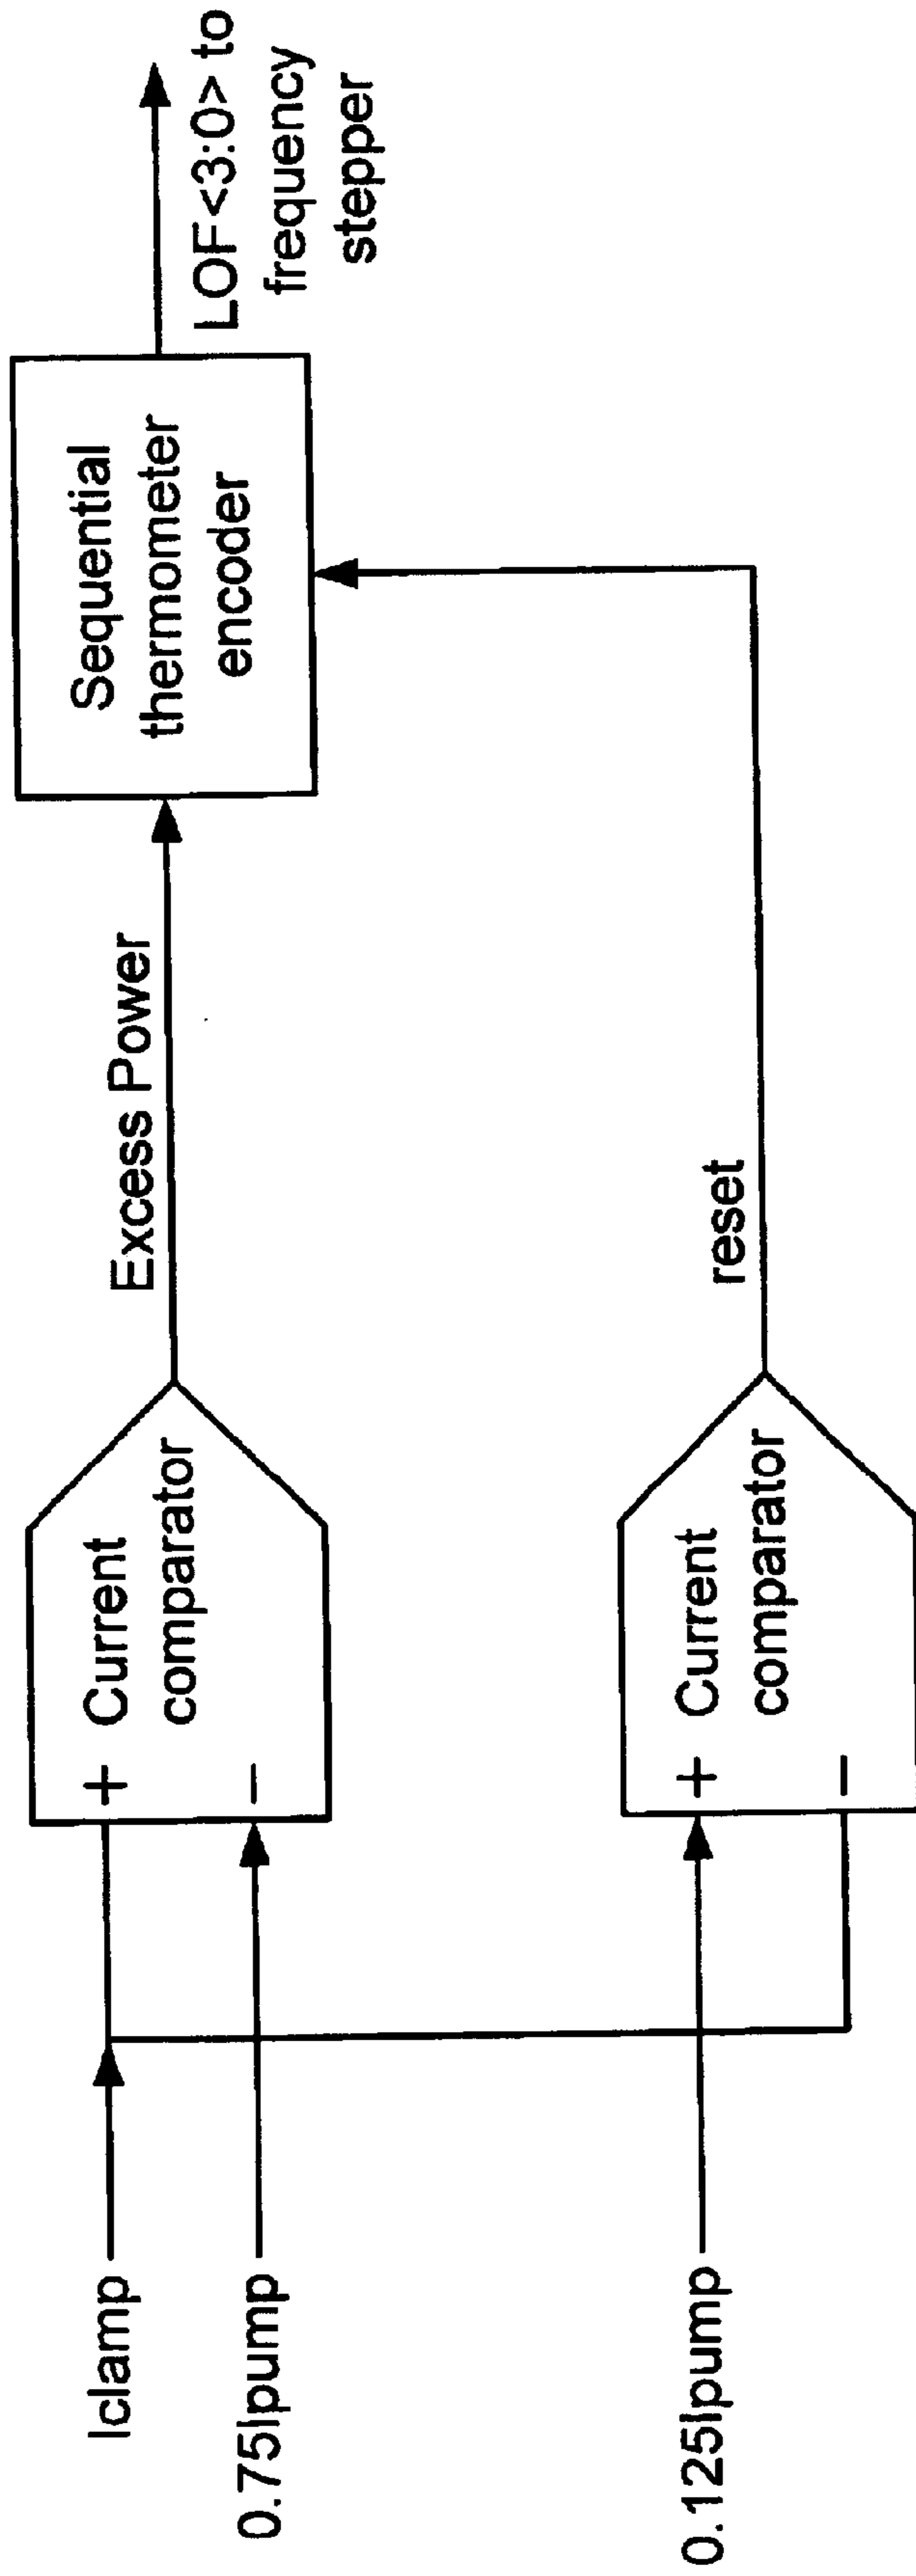 Iclamp
0.75Ipump
0.125Ipump
+ Current
comparator
−
+ Current
comparator
−
Excess Power
reset
Sequential
thermometer
encoder
LOF<3:0> to
frequency
stepper